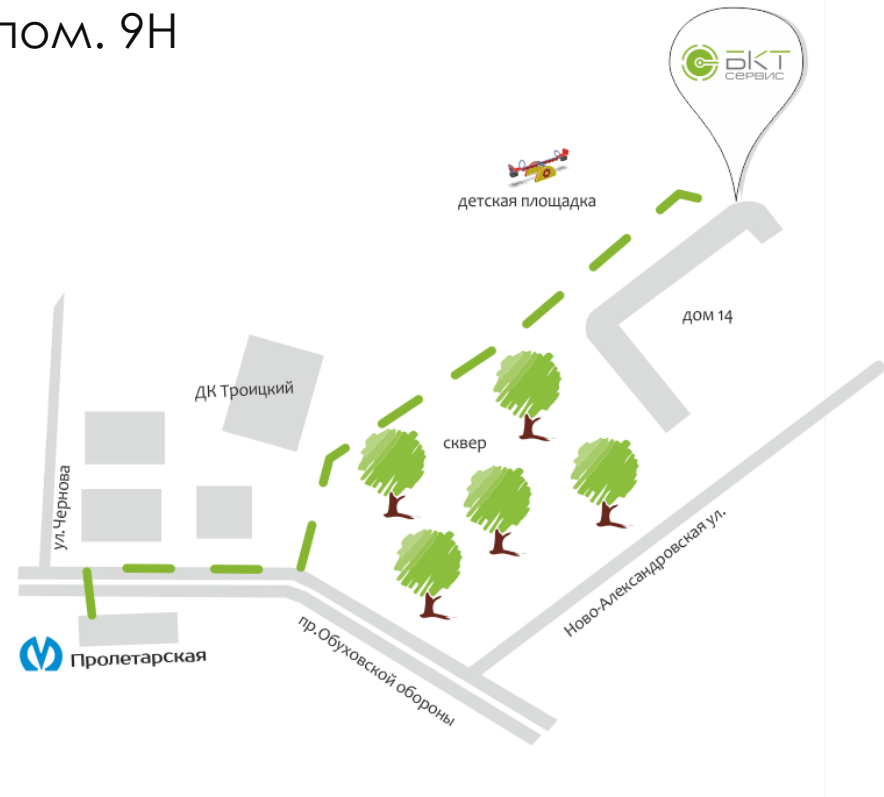 пом. 9Н
БКТ
СЕРВИС
детская площадка
дом 14
ДК Троицкий
сквер
ул.Чернова
Ново-Александровская ул.
пр.Обуховской обороны
Пролетарская